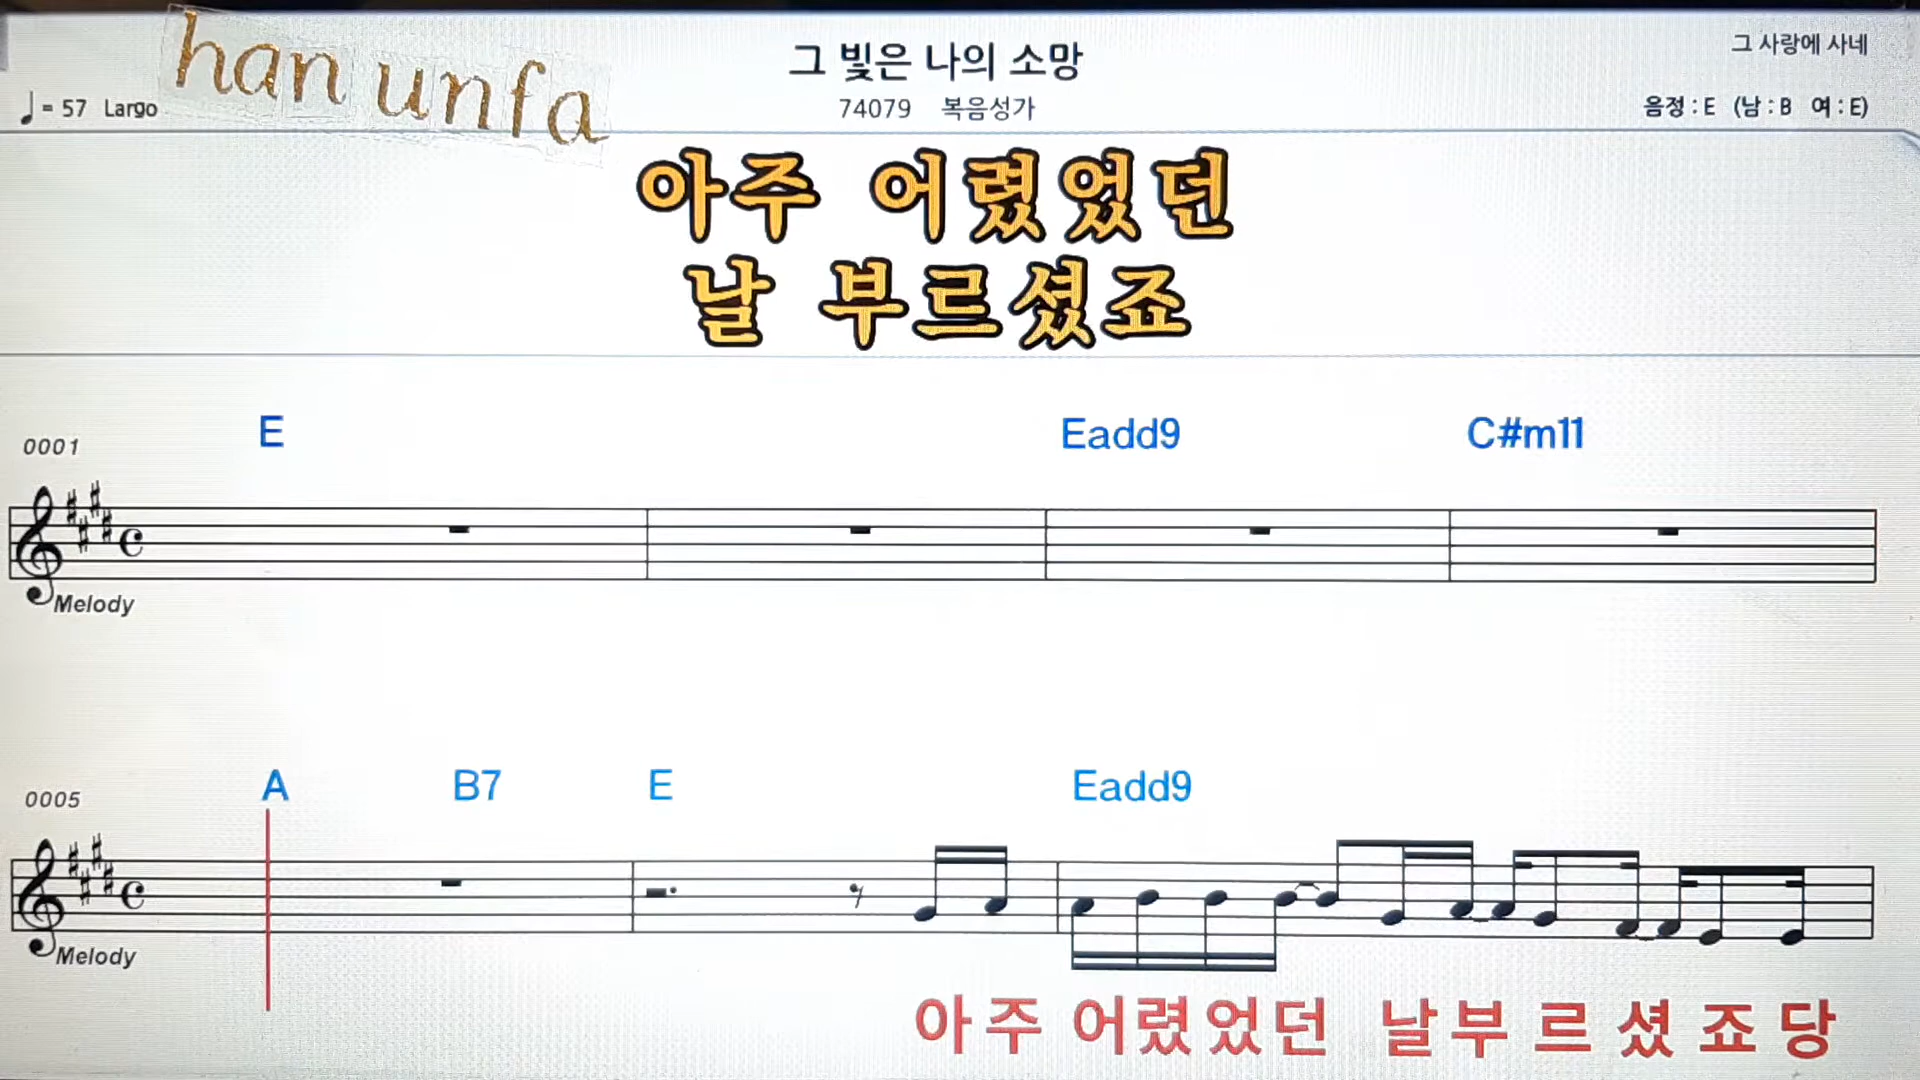 han unfa
그 빛은 나의 소망
그 사랑에 사네
♩= 57 Largo
74079 복음성가
음정 : E (남 : B 여 : E)
아주 어렸었던
날 부르셨죠
E Eadd9 C#m11
0001
Melody
A B7 E Eadd9
0005
Melody
아주 어렸었던 날부르셨죠당